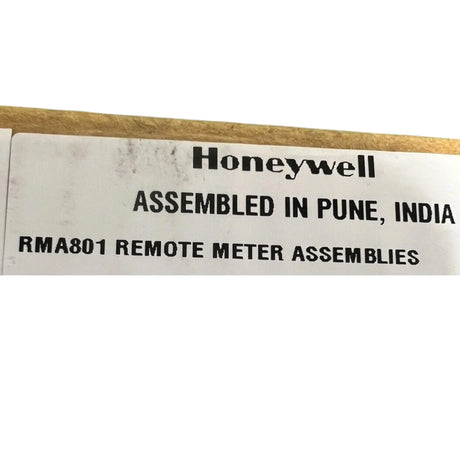 Honeywell
ASSEMBLED IN PUNE, INDIA
RMA801 REMOTE METER ASSEMBLIES